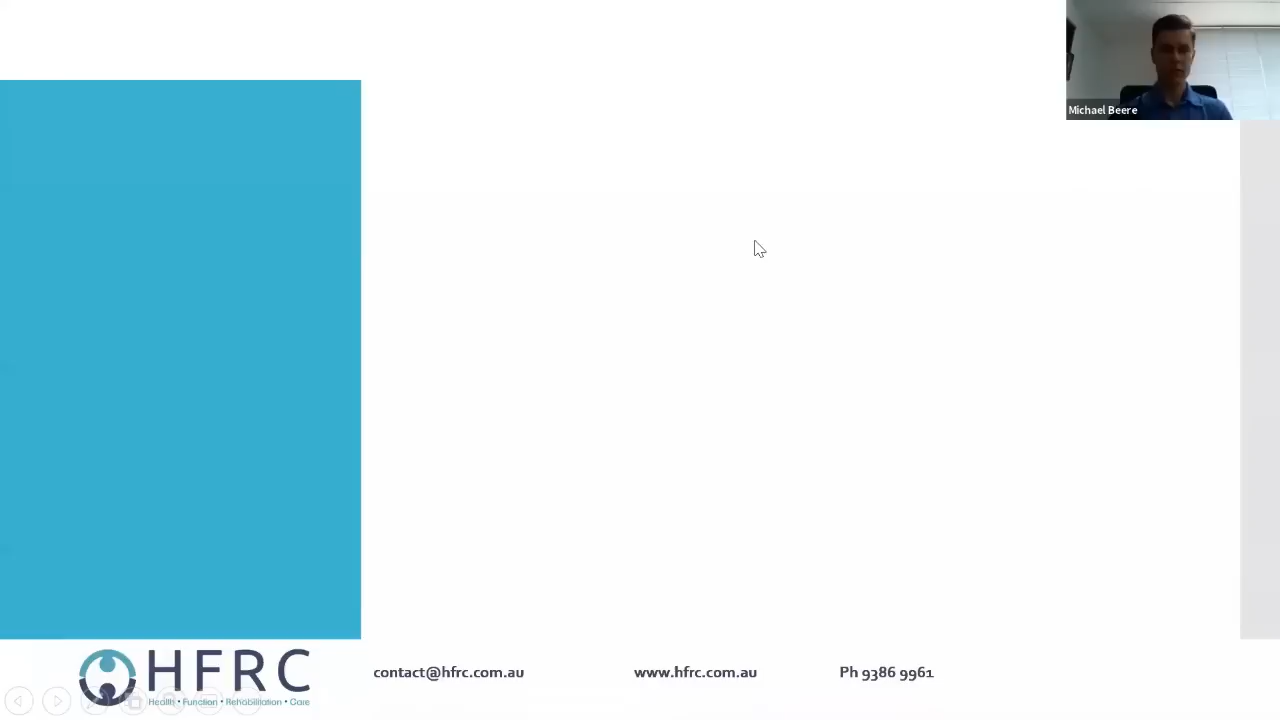 Michael Beere
HFRC
Health • Function • Rehabilitation • Care
contact@hfrc.com.au
www.hfrc.com.au
Ph 9386 9961